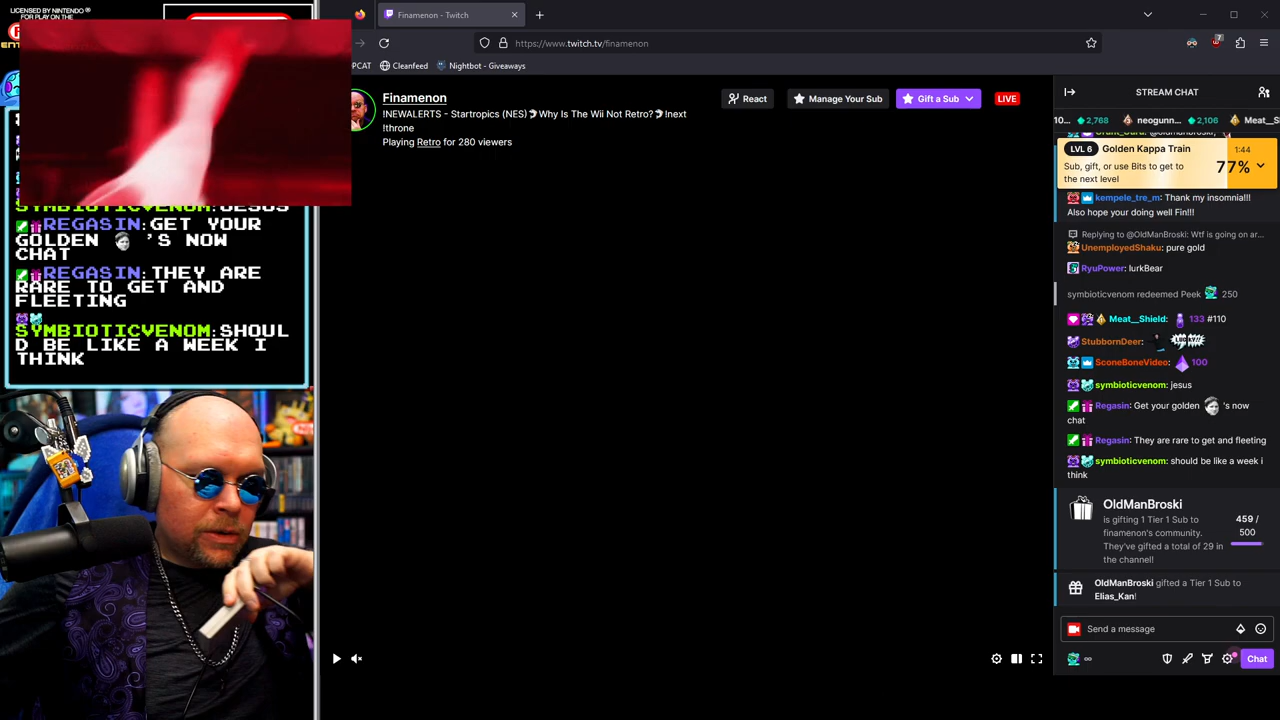 LICENSED BY NINTENDO®
FOR PLAY ON THE
SYMBIOTICVENOM:JESUS
REGASIN:GET YOUR
GOLDEN 'S NOW
CHAT
REGASIN:THEY ARE
RARE TO GET AND
FLEETING
SYMBIOTICVENOM:SHOUL
D BE LIKE A WEEK I
THINK
Finamenon - Twitch
https://www.twitch.tv/finamenon
7
PCAT
Cleanfeed
Nightbot - Giveaways
Finamenon
!NEWALERTS - Startropics (NES) Why Is The Wii Not Retro? !next
!throne
Playing Retro for 280 viewers
React
Manage Your Sub
Gift a Sub
LIVE
STREAM CHAT
10... 2,768 neogunn... 2,106 Meat__S
LVL 6 Golden Kappa Train 1:44
Sub, gift, or use Bits to get to
the next level
77%
kempele_tre_m: Thank my insomnia!!!
Also hope your doing well Fin!!!
Replying to @OldManBroski: Wtf is going on ar...
UnemployedShaku: pure gold
RyuPower: lurkBear
symbioticvenom redeemed Peek 250
Meat__Shield: 133 #110
StubbornDeer:
SconeBoneVideo: 100
symbioticvenom: jesus
Regasin: Get your golden 's now
chat
Regasin: They are rare to get and fleeting
symbioticvenom: should be like a week i
think
OldManBroski
is gifting 1 Tier 1 Sub to
finamenon's community.
They've gifted a total of 29 in
the channel!
459 /
500
OldManBroski gifted a Tier 1 Sub to
Elias_Kan!
Send a message
Chat